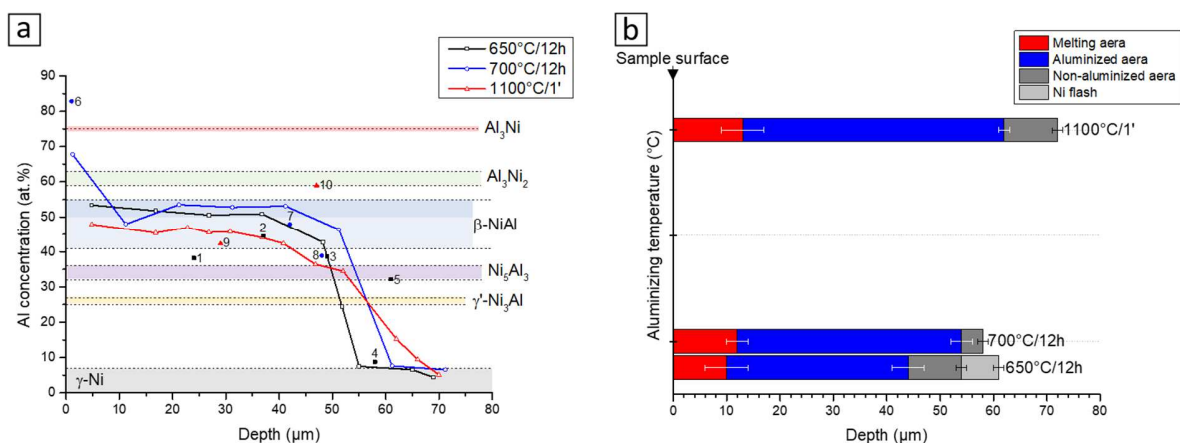 a
650°C/12h
700°C/12h
1100°C/1'
Al concentration (at.%)
90
80
70
60
50
40
30
20
10
0
6
Al₃Ni
Al₃Ni₂
10
β-NiAl
7
2
9
8
3
1
Ni₅Al₃
5
γ'-Ni₃Al
4
γ-Ni
0 10 20 30 40 50 60 70 80
Depth (µm)
b
Melting aera
Aluminized aera
Non-aluminized aera
Ni flash
Sample surface
Aluminizing temperature (°C)
1100°C/1'
700°C/12h
650°C/12h
0 10 20 30 40 50 60 70 80
Depth (µm)